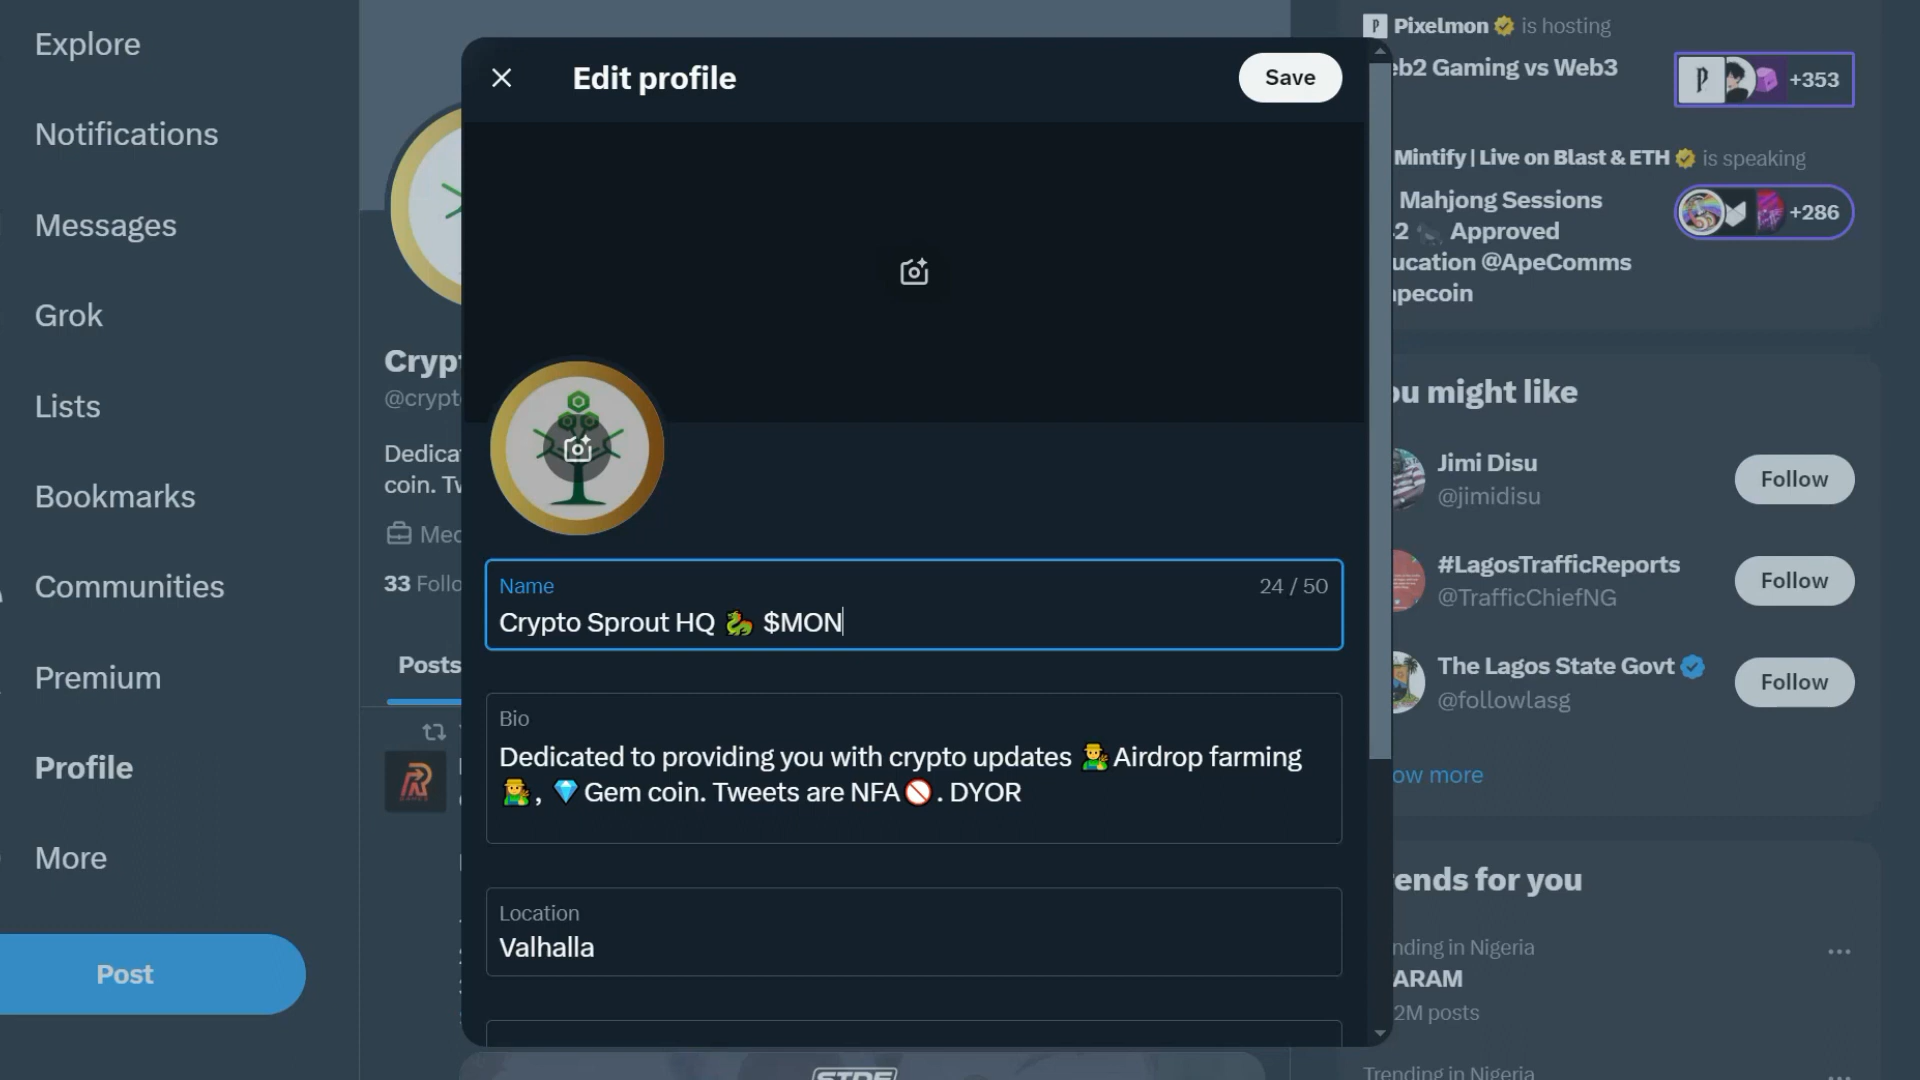 Explore
Notifications
Messages
Grok
Lists
Bookmarks
Communities
Premium
Profile
More
Post
Cryp
@crypt
Dedica
coin. Tv
Med
33 Follo
Posts
Edit profile
Save
Name
24 / 50
Crypto Sprout HQ 🐉 $MON
Bio
Dedicated to providing you with crypto updates 👨‍🌾Airdrop farming
👨‍🌾, 💎 Gem coin. Tweets are NFA🚫. DYOR
Location
Valhalla
Pixelmon is hosting
eb2 Gaming vs Web3
+353
Mintify | Live on Blast & ETH is speaking
Mahjong Sessions
2 🦍 Approved
ucation @ApeComms
apecoin
+286
ou might like
Jimi Disu
@jimidisu
Follow
#LagosTrafficReports
@TrafficChiefNG
Follow
The Lagos State Govt
@followlasg
Follow
ow more
ends for you
nding in Nigeria
ARAM
2M posts
Trending in Nigeria